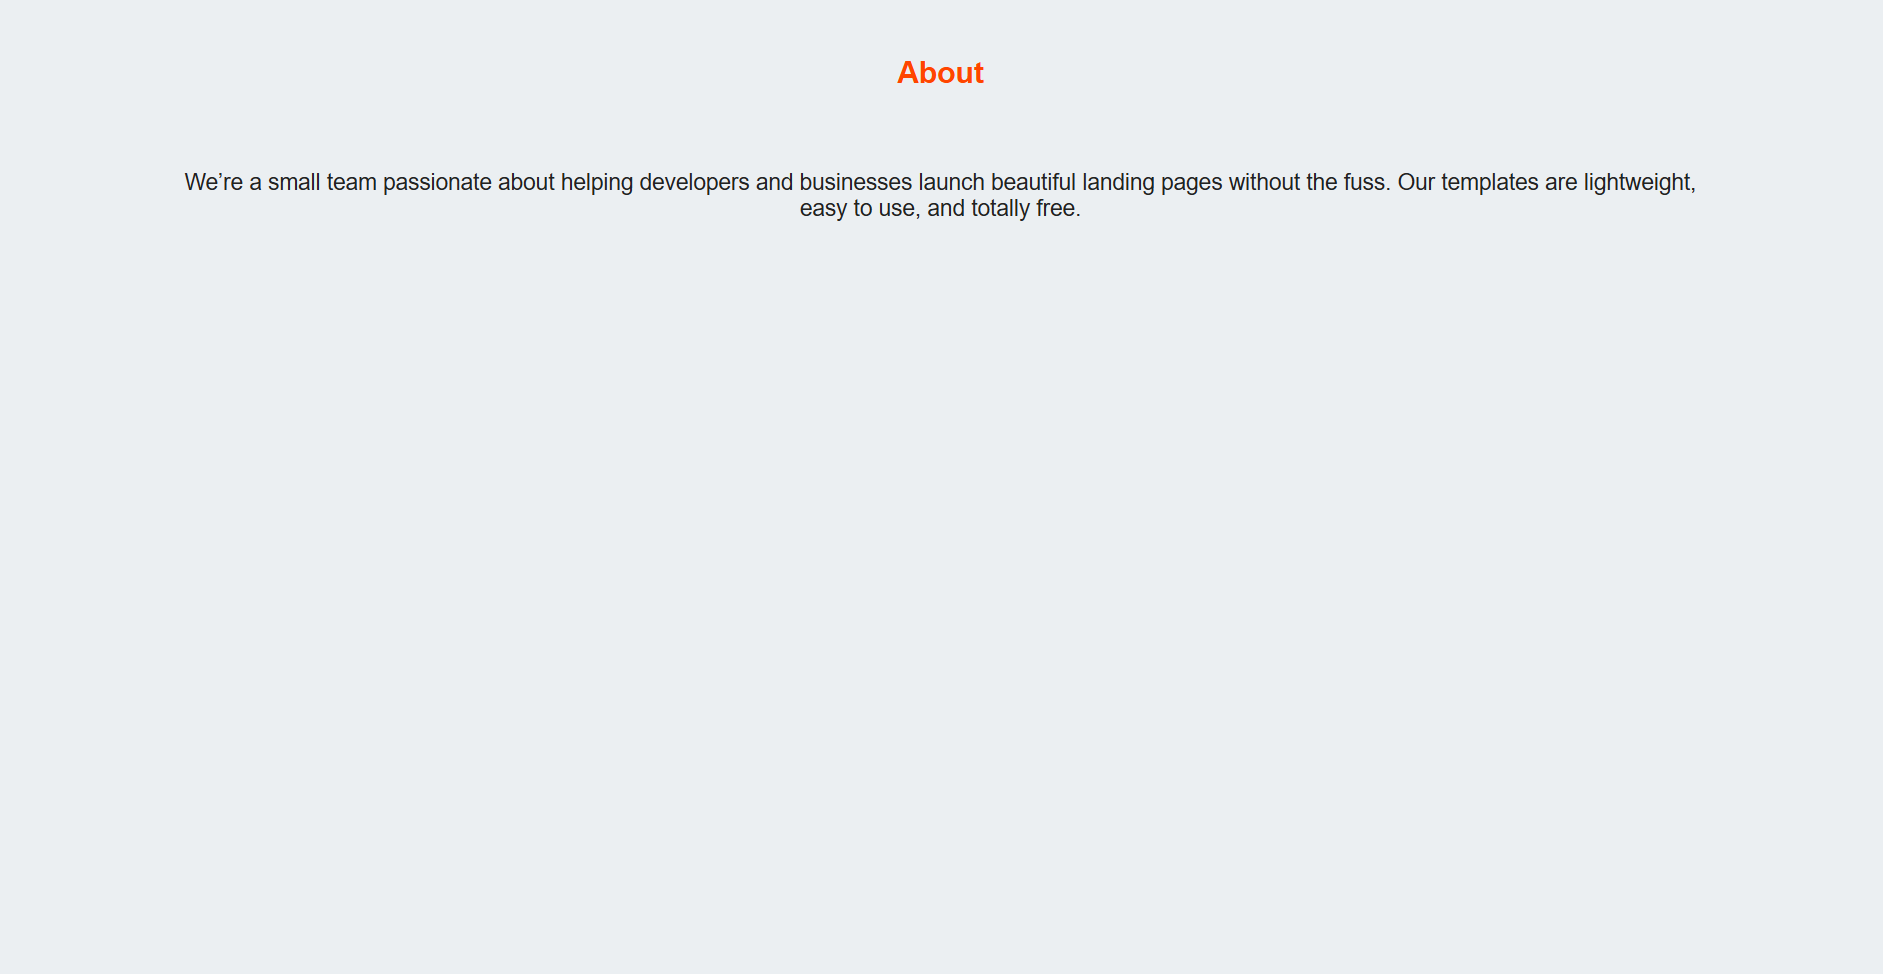 About
We’re a small team passionate about helping developers and businesses launch beautiful landing pages without the fuss. Our templates are lightweight,
easy to use, and totally free.